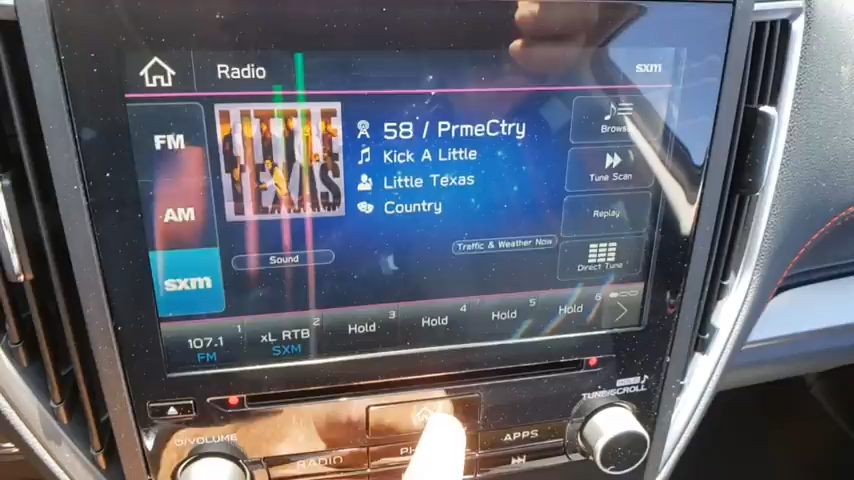 Radio
sxm
FM
AM
sxm
LITTLE
TEXAS
58 / PrmeCtry
Kick A Little
Little Texas
Country
Browse
Tune Scan
Replay
Direct Tune
Sound
Traffic & Weather Now
107.1 1
FM
xL RTB 2
SXM
Hold 3
Hold 4
Hold 5
Hold 6
VOLUME
RADIO
APPS
TUNE/SCROLL